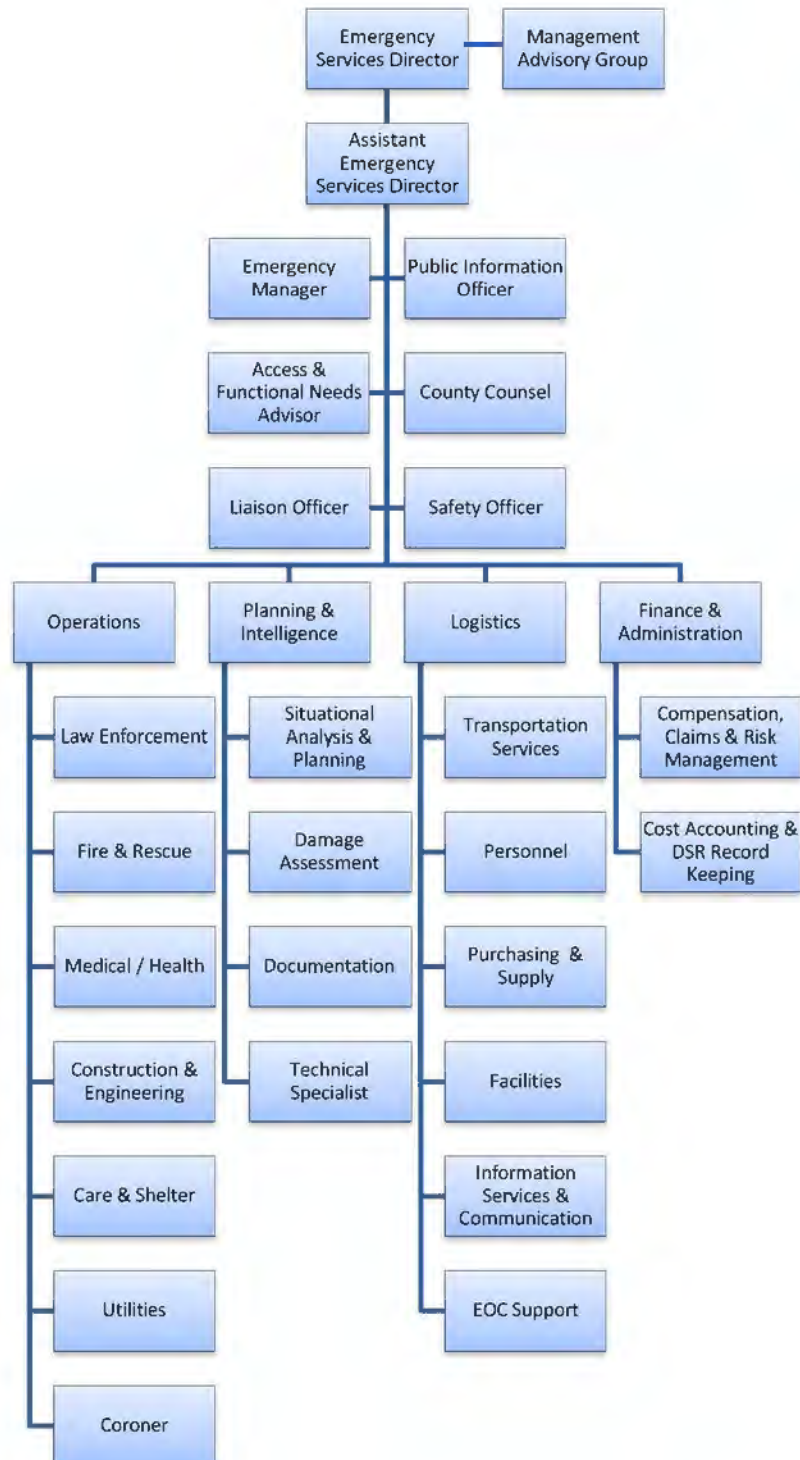 Emergency
Services Director
Management
Advisory Group
Assistant
Emergency
Services Director
Emergency
Manager
Public Information
Officer
Access &
Functional Needs
Advisor
County Counsel
Liaison Officer
Safety Officer
Operations
Planning &
Intelligence
Logistics
Finance &
Administration
Law Enforcement
Situational
Analysis &
Planning
Transportation
Services
Compensation,
Claims & Risk
Management
Fire & Rescue
Damage
Assessment
Personnel
Cost Accounting &
DSR Record
Keeping
Medical / Health
Documentation
Purchasing & 
Supply
Construction &
Engineering
Technical
Specialist
Facilities
Care & Shelter
Information
Services &
Communication
Utilities
EOC Support
Coroner